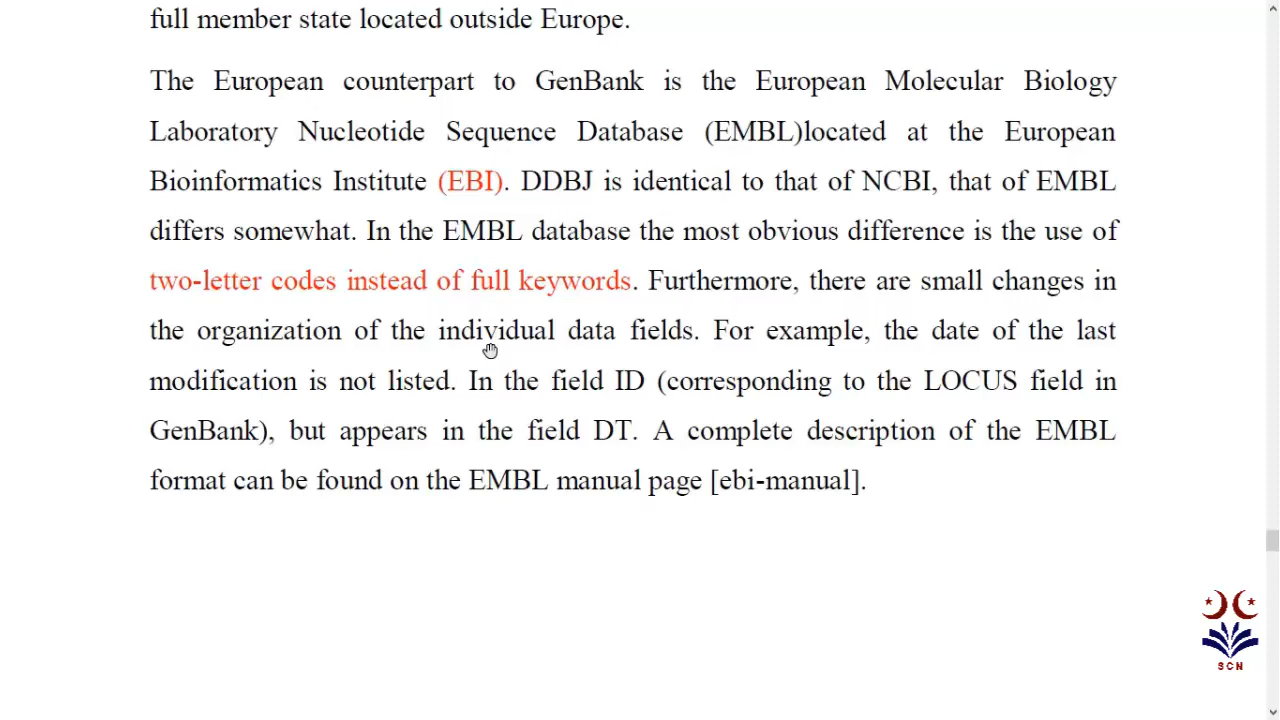 full member state located outside Europe.
The European counterpart to GenBank is the European Molecular Biology
Laboratory Nucleotide Sequence Database (EMBL)located at the European
Bioinformatics Institute (EBI). DDBJ is identical to that of NCBI, that of EMBL
differs somewhat. In the EMBL database the most obvious difference is the use of
two-letter codes instead of full keywords. Furthermore, there are small changes in
the organization of the individual data fields. For example, the date of the last
modification is not listed. In the field ID (corresponding to the LOCUS field in
GenBank), but appears in the field DT. A complete description of the EMBL
format can be found on the EMBL manual page [ebi-manual].
SCN